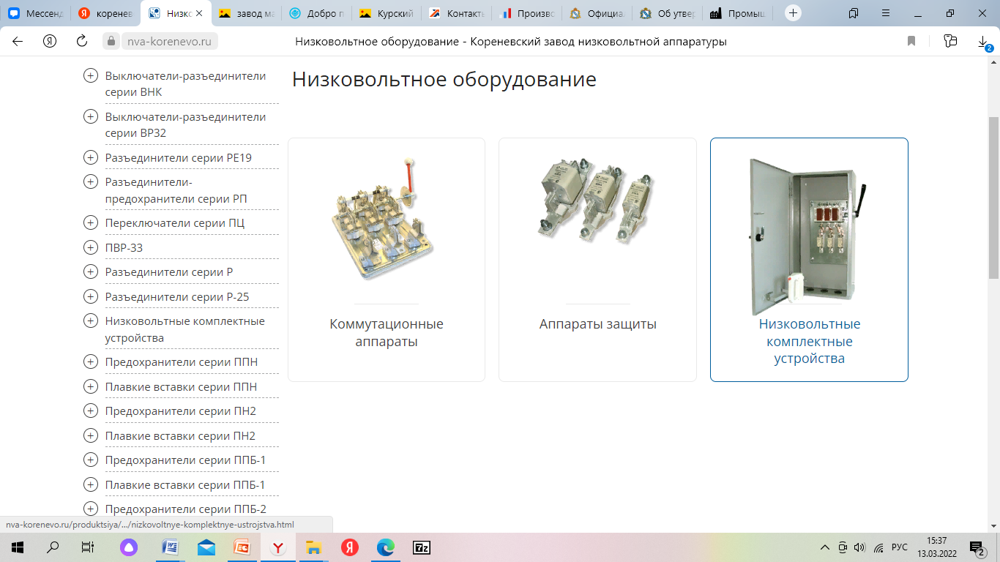 Мессенд
коренев
Низкс
завод ма
Добро п
Курский
Контакть
Произвс
Официа
Об утвер
Промыш
nva-korenevo.ru
Низковольтное оборудование - Кореневский завод низковольтной аппаратуры
2
Выключатели-разъединители
серии ВНК
Выключатели-разъединители
серии ВР32
Разъединители серии РЕ19
Разъединители-
предохранители серии РП
Переключатели серии ПЦ
ПВР-33
Разъединители серии Р
Разъединители серии Р-25
Низковольтные комплектные
устройства
Предохранители серии ППН
Плавкие вставки серии ППН
Предохранители серии ПН2
Плавкие вставки серии ПН2
Предохранители серии ППБ-1
Плавкие вставки серии ППБ-1
Предохранители серии ППБ-2
Низковольтное оборудование
Коммутационные
аппараты
Аппараты защиты
Низковольтные
комплектные
устройства
nva-korenevo.ru/produktsiya/.../nizkovoltnye-komplektnye-ustrojstva.html
Я
7z
РУС
15:37
13.03.2022
2